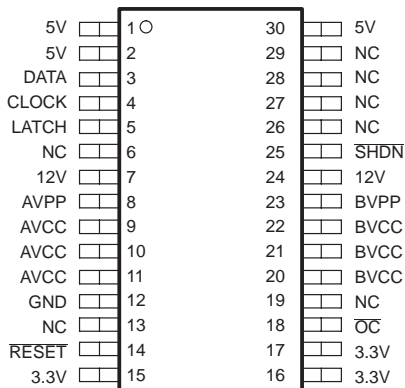 5V 1 30 5V
5V 2 29 NC
DATA 3 28 NC
CLOCK 4 27 NC
LATCH 5 26 NC
NC 6 25 S̅H̅D̅N̅
12V 7 24 12V
AVPP 8 23 BVPP
AVCC 9 22 BVCC
AVCC 10 21 BVCC
AVCC 11 20 BVCC
GND 12 19 NC
NC 13 18 O̅C̅
R̅E̅S̅E̅T̅ 14 17 3.3V
3.3V 15 16 3.3V